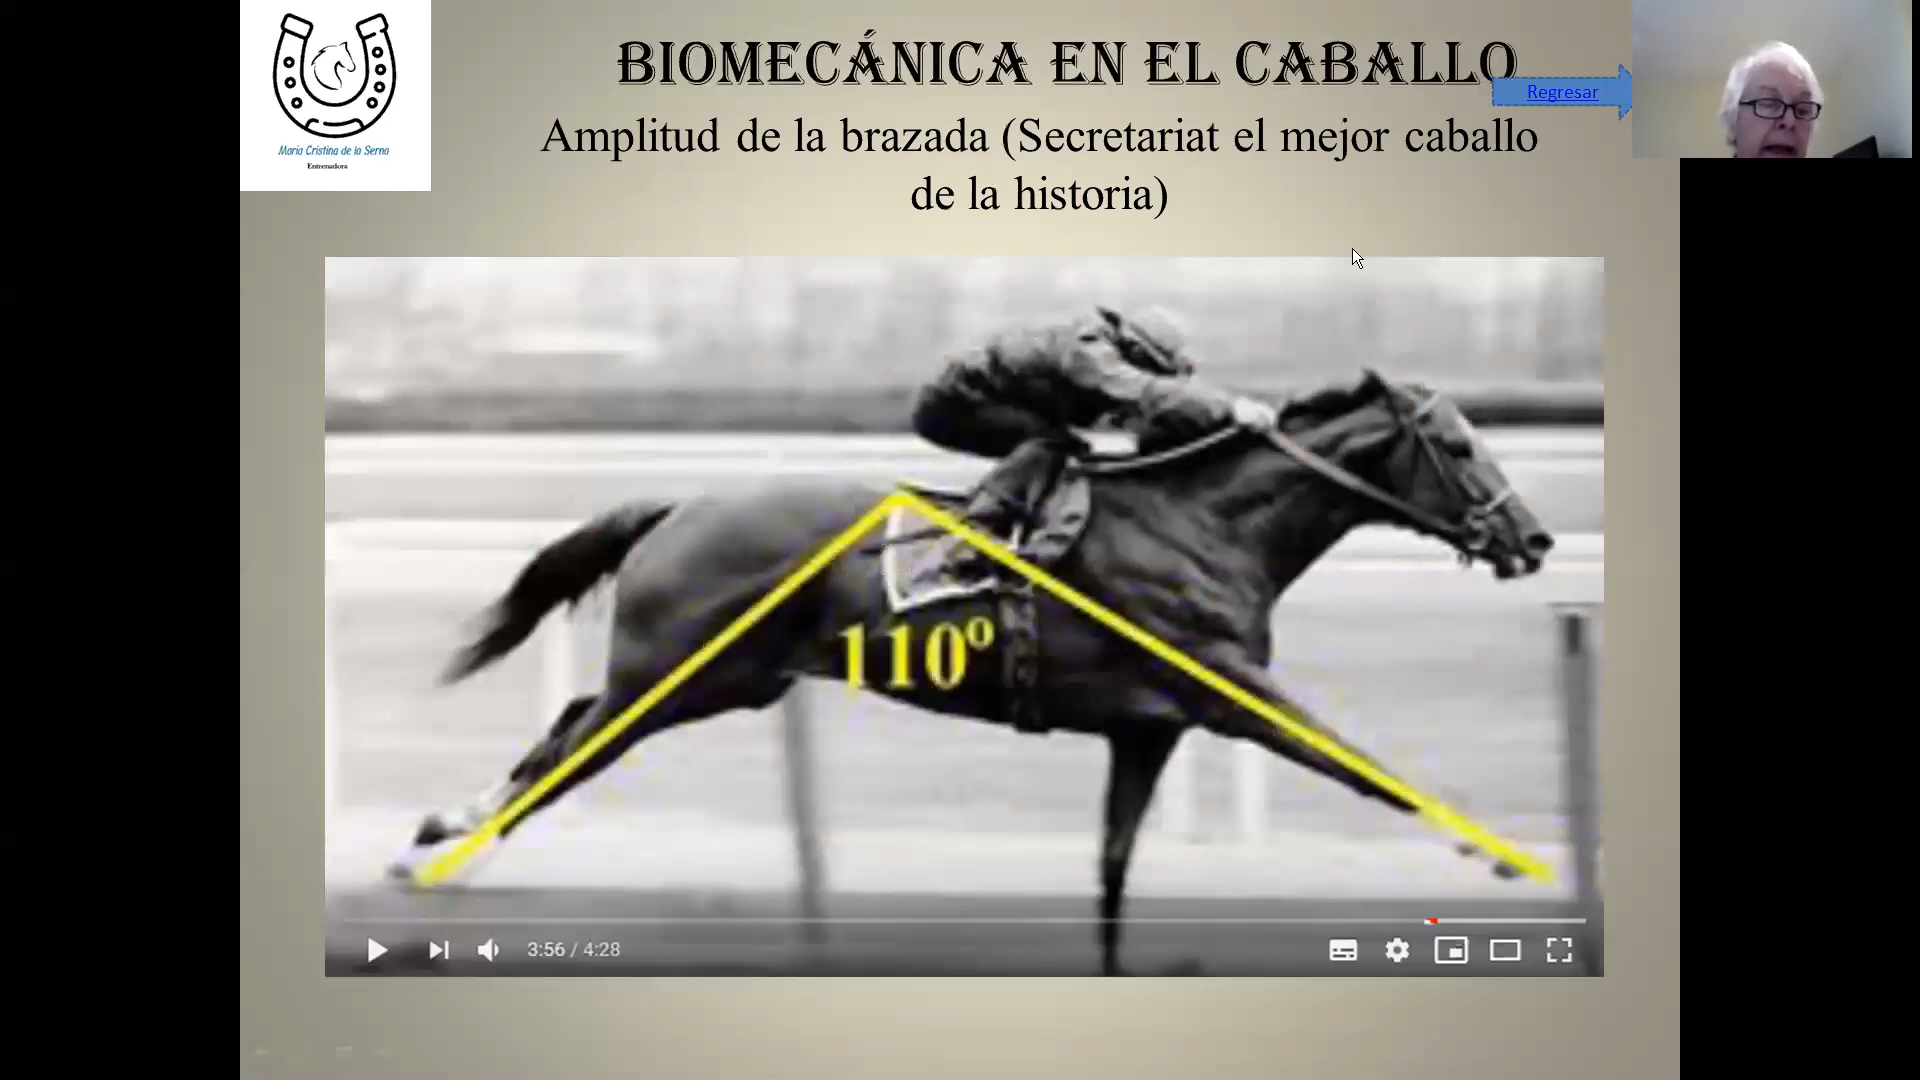 BIOMECÁNICA EN EL CABALLO
Regresar
Amplitud de la brazada (Secretariat el mejor caballo
de la historia)
Maria Cristina de la Serna
Entrenadora
110º
3:56 / 4:28